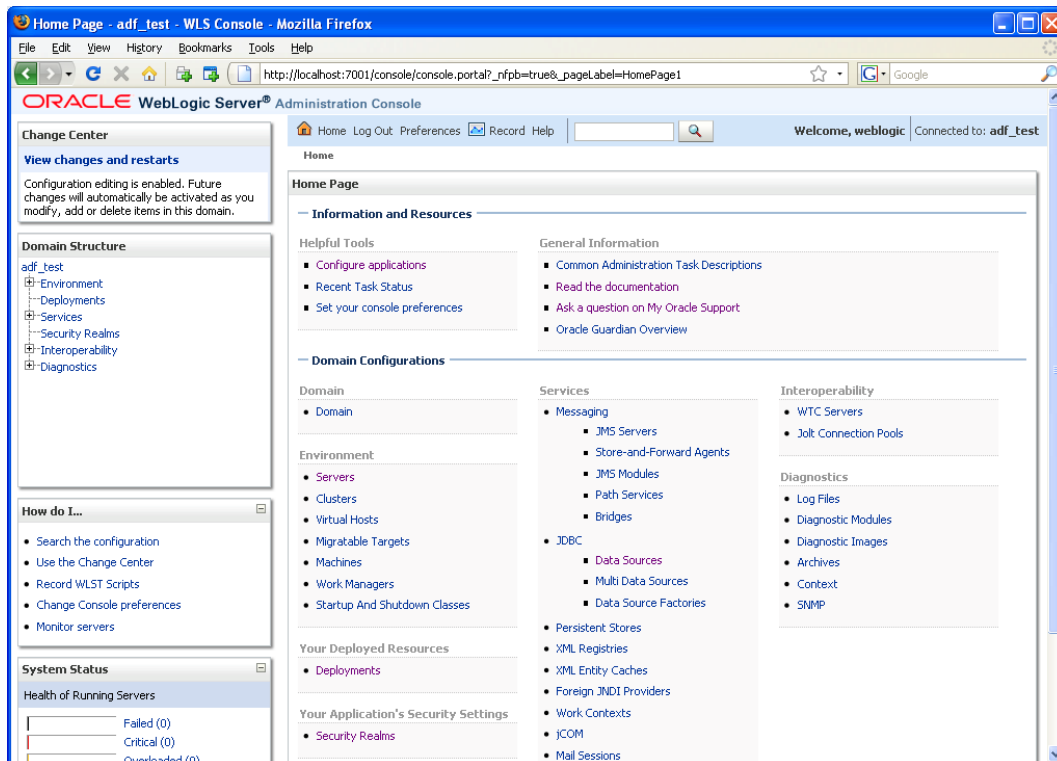 Home Page - adf_test - WLS Console - Mozilla Firefox
File Edit View History Bookmarks Tools Help
http://localhost:7001/console/console.portal?_nfpb=true&_pageLabel=HomePage1
G Google
ORACLE WebLogic Server® Administration Console
Change Center
View changes and restarts
Configuration editing is enabled. Future
changes will automatically be activated as you
modify, add or delete items in this domain.
Domain Structure
adf_test
Environment
Deployments
Services
Security Realms
Interoperability
Diagnostics
How do I...
Search the configuration
Use the Change Center
Record WLST Scripts
Change Console preferences
Monitor servers
System Status
Health of Running Servers
Failed (0)
Critical (0)
Overloaded (0)
Home Log Out Preferences Record Help
Welcome, weblogic Connected to: adf_test
Home
Home Page
Information and Resources
Helpful Tools
Configure applications
Recent Task Status
Set your console preferences
General Information
Common Administration Task Descriptions
Read the documentation
Ask a question on My Oracle Support
Oracle Guardian Overview
Domain Configurations
Domain
Domain
Environment
Servers
Clusters
Virtual Hosts
Migratable Targets
Machines
Work Managers
Startup And Shutdown Classes
Your Deployed Resources
Deployments
Your Application's Security Settings
Security Realms
Services
Messaging
JMS Servers
Store-and-Forward Agents
JMS Modules
Path Services
Bridges
JDBC
Data Sources
Multi Data Sources
Data Source Factories
Persistent Stores
XML Registries
XML Entity Caches
Foreign JNDI Providers
Work Contexts
jCOM
Mail Sessions
Interoperability
WTC Servers
Jolt Connection Pools
Diagnostics
Log Files
Diagnostic Modules
Diagnostic Images
Archives
Context
SNMP